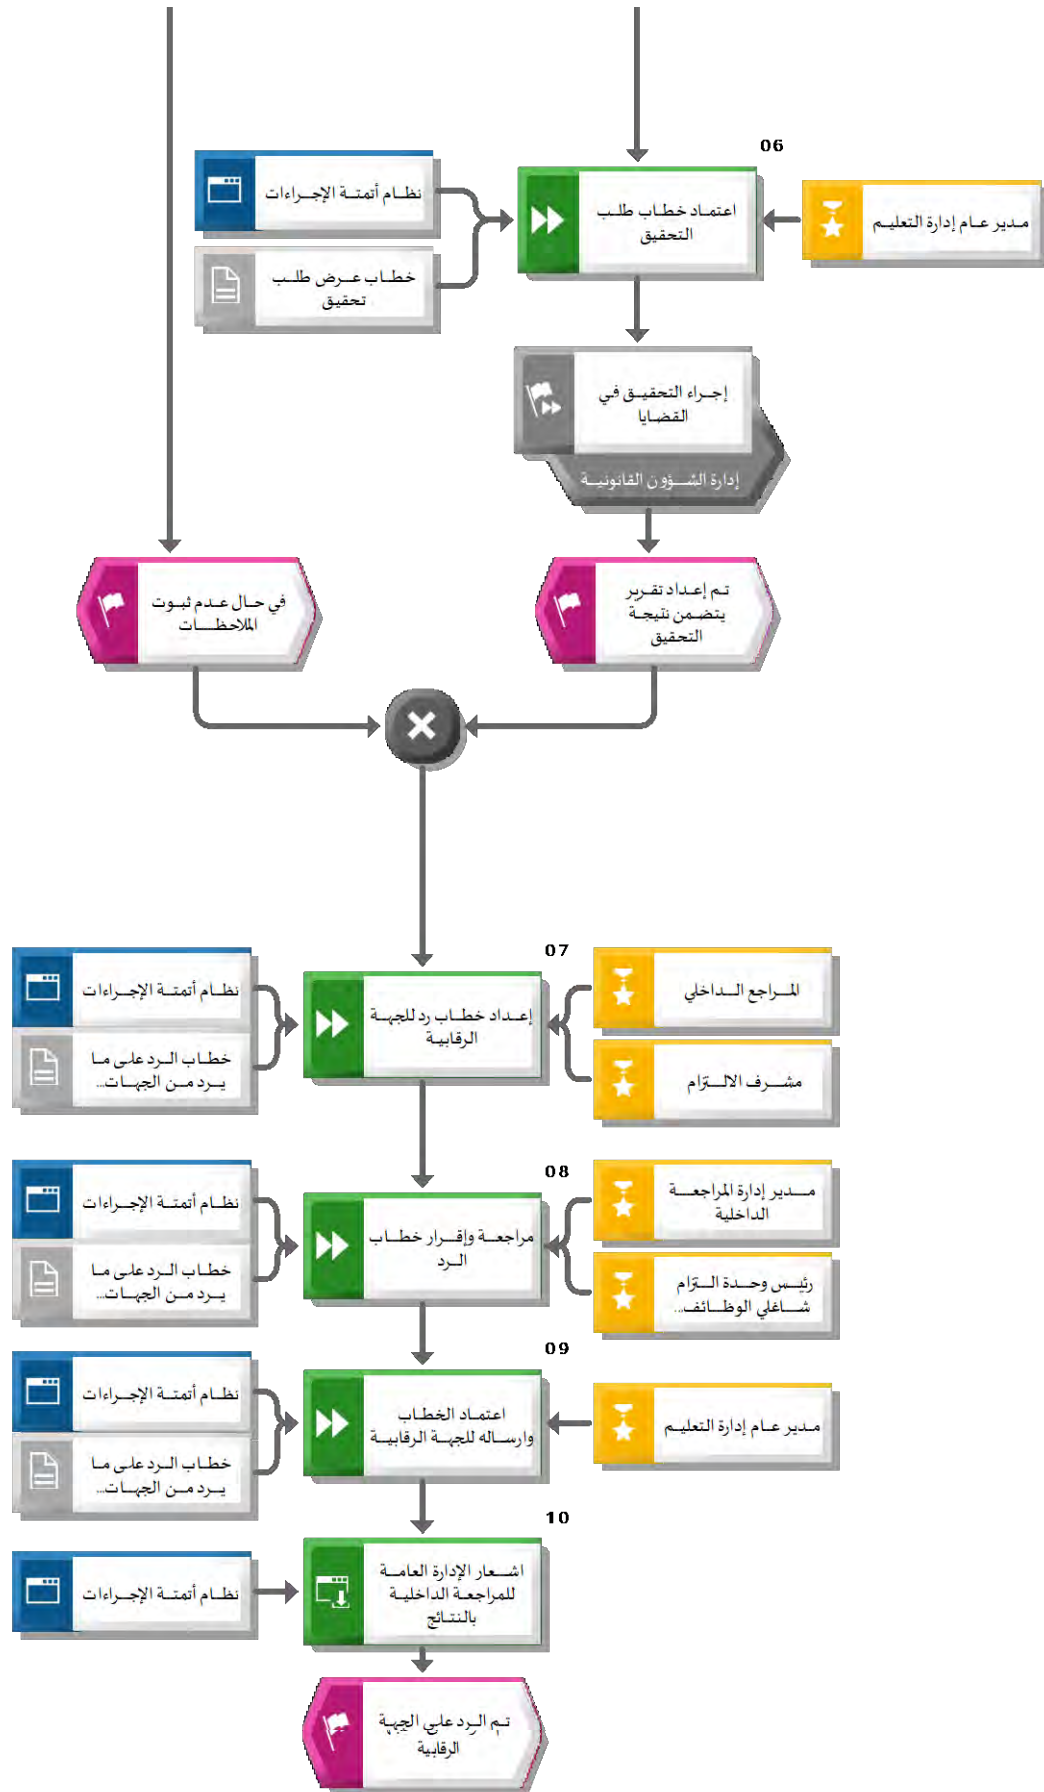 06
مدير عام إدارة التعليم
اعتماد خطاب طلب
التحقيق
نظام أتمتة الإجراءات
خطاب عرض طلب
تحقيق
إجراء التحقيق في
القضايا
إدارة الشؤون القانونية
تم إعداد تقرير
يتضمن نتيجة
التحقيق
في حال عدم ثبوت
الملاحظات
07
المراجع الداخلي
مشرف الالتزام
إعداد خطاب رد للجهة
الرقابية
نظام أتمتة الإجراءات
خطاب الرد على ما
يرد من الجهات...
08
مدير إدارة المراجعة
الداخلية
رئيس وحدة التزام
شاغلي الوظائف...
مراجعة وإقرار خطاب
الرد
نظام أتمتة الإجراءات
خطاب الرد على ما
يرد من الجهات...
09
مدير عام إدارة التعليم
اعتماد الخطاب
وارساله للجهة الرقابية
نظام أتمتة الإجراءات
خطاب الرد على ما
يرد من الجهات...
10
اشعار الإدارة العامة
للمراجعة الداخلية
بالنتائج
نظام أتمتة الإجراءات
تم الرد على الجهة
الرقابية